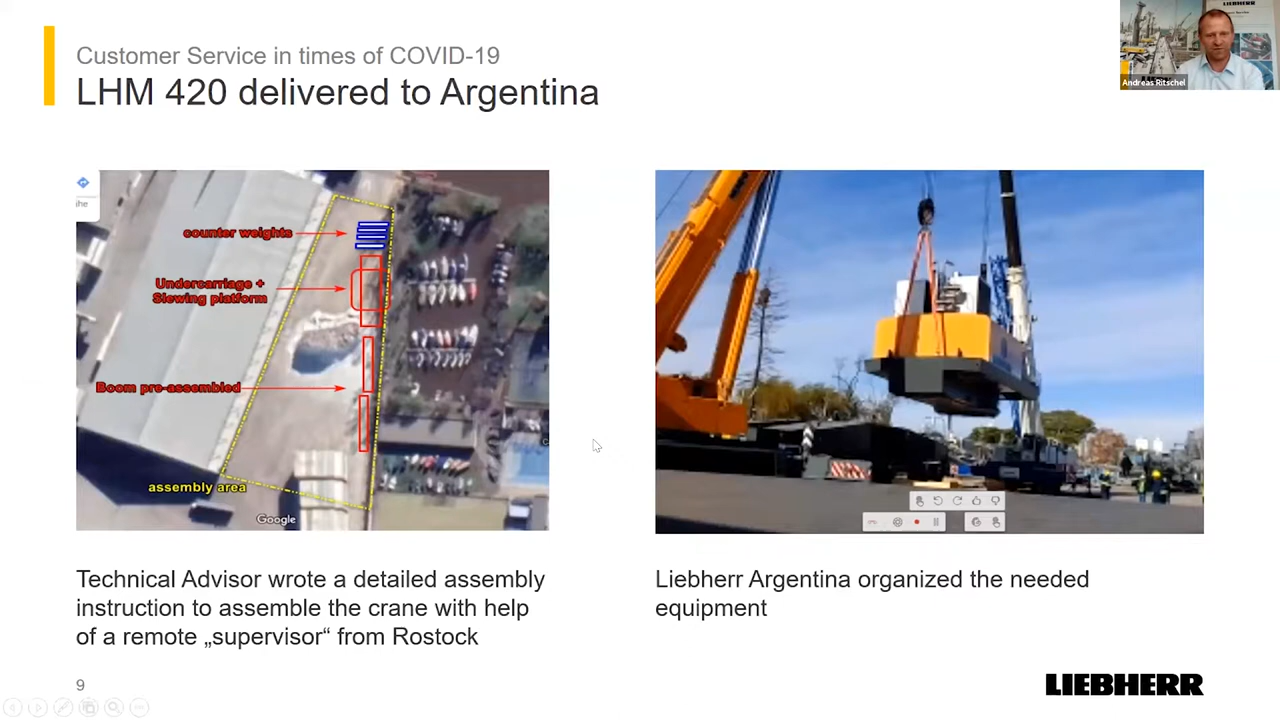 Customer Service in times of COVID-19
LHM 420 delivered to Argentina
LIEBHERR
Andreas Ritschel
counter weights
Undercarriage +
Slewing platform
Boom pre-assembled
assembly area
Google
Technical Advisor wrote a detailed assembly
instruction to assemble the crane with help
of a remote „supervisor“ from Rostock
Liebherr Argentina organized the needed
equipment
9
LIEBHERR